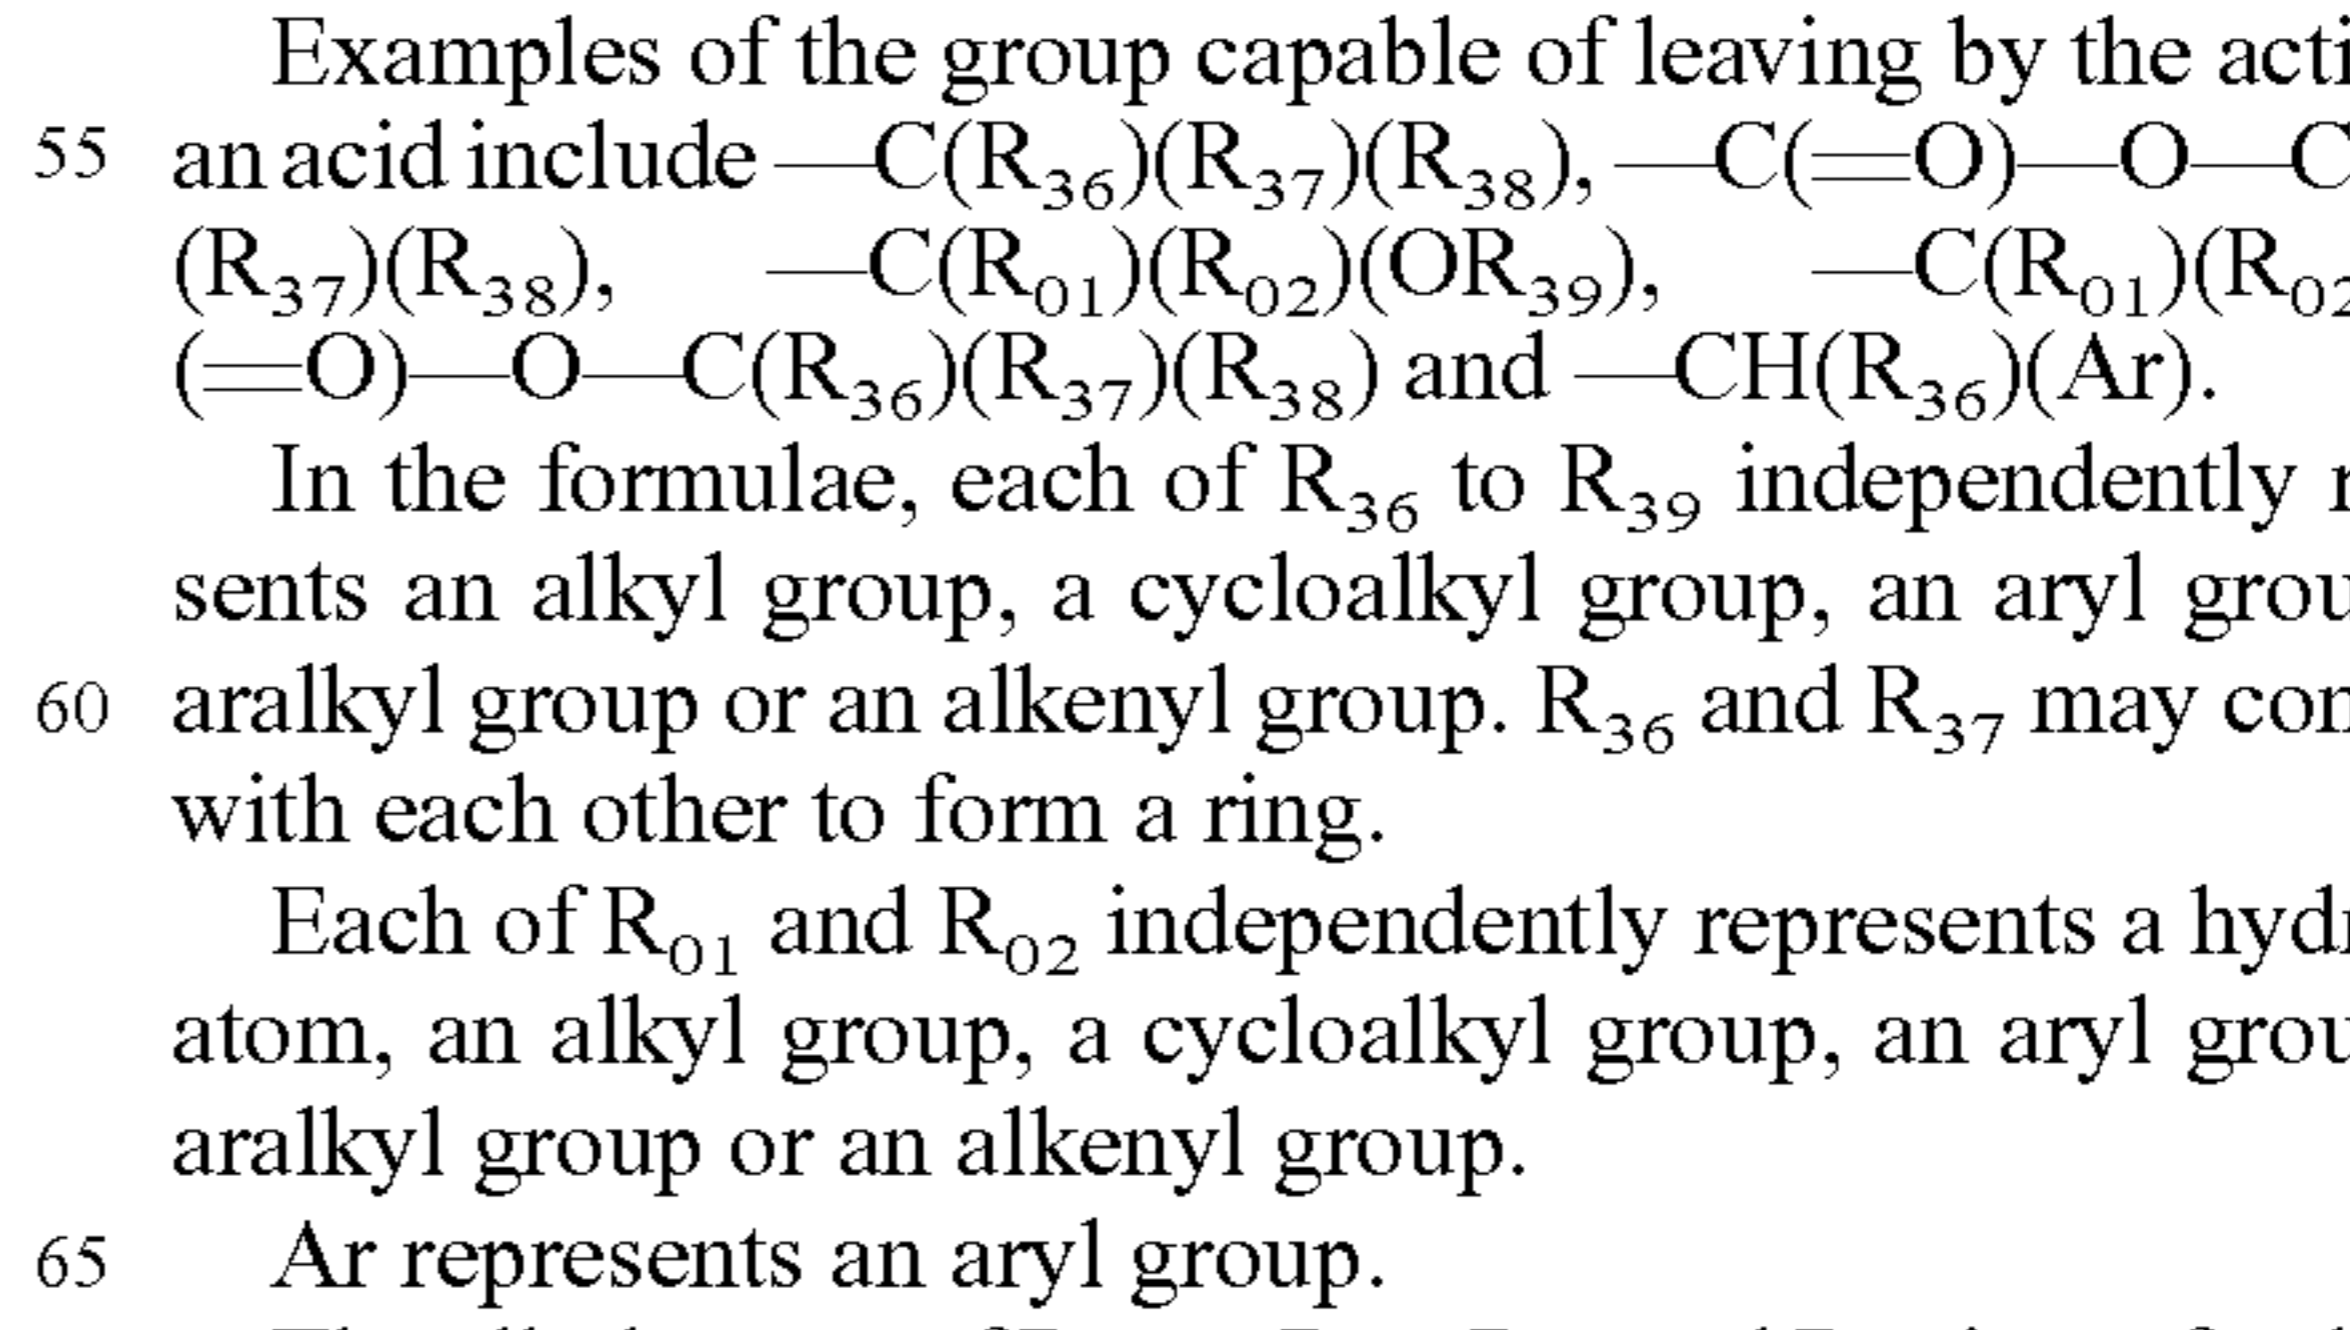 Examples of the group capable of leaving by the acti
55 an acid include —C(R₃₆)(R₃₇)(R₃₈), —C(=O)—O—C
(R₃₇)(R₃₈), —C(R₀₁)(R₀₂)(OR₃₉), —C(R₀₁)(R₀₂
(=O)—O—C(R₃₆)(R₃₇)(R₃₈) and —CH(R₃₆)(Ar).
In the formulae, each of R₃₆ to R₃₉ independently r
sents an alkyl group, a cycloalkyl group, an aryl grou
60 aralkyl group or an alkenyl group. R₃₆ and R₃₇ may con
with each other to form a ring.
Each of R₀₁ and R₀₂ independently represents a hydr
atom, an alkyl group, a cycloalkyl group, an aryl grou
aralkyl group or an alkenyl group.
65 Ar represents an aryl group.